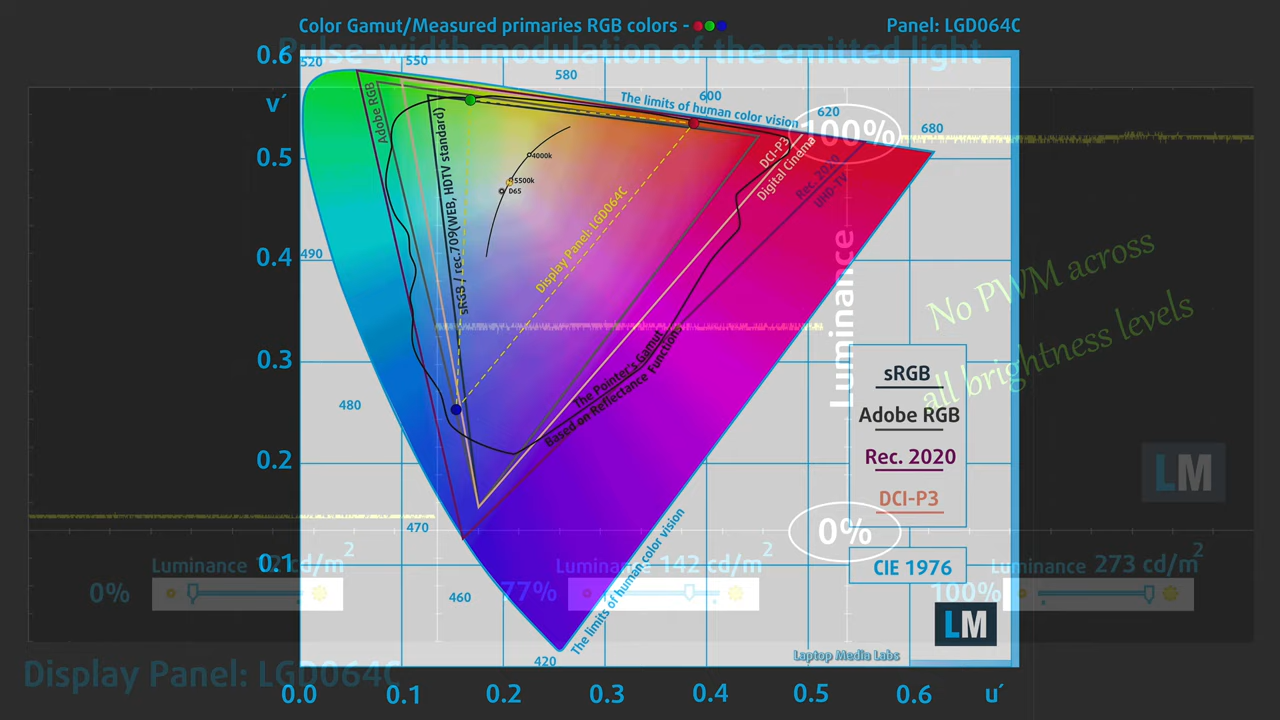 Color Gamut/Measured primaries RGB colors -
Panel: LGD064C
Pulse-width modulation of the emitted light
0.6
v´
0.5
0.4
0.3
0.2
0.1
0.0
0.1
0.2
0.3
0.4
0.5
0.6
u´
520
550
580
600
620
680
490
480
470
460
420
The limits of human color vision
The limits of human color vision
Adobe RGB
sRGB / rec.709(WEB, HDTV standard)
4000k
5500k
D65
Display Panel: LGD064C
DCI-P3
Digital Cinema
Rec. 2020
UHD-TV
The Pointer's Gamut
Based on Reflectance Function
100%
Luminance
0%
No PWM across
all brightness levels
sRGB
Adobe RGB
Rec. 2020
DCI-P3
CIE 1976
LM
LM
Laptop Media Labs
Luminance
cd/m2
0%
Luminance 142 cd/m2
77%
Luminance 273 cd/m2
100%
Display Panel: LGD064C